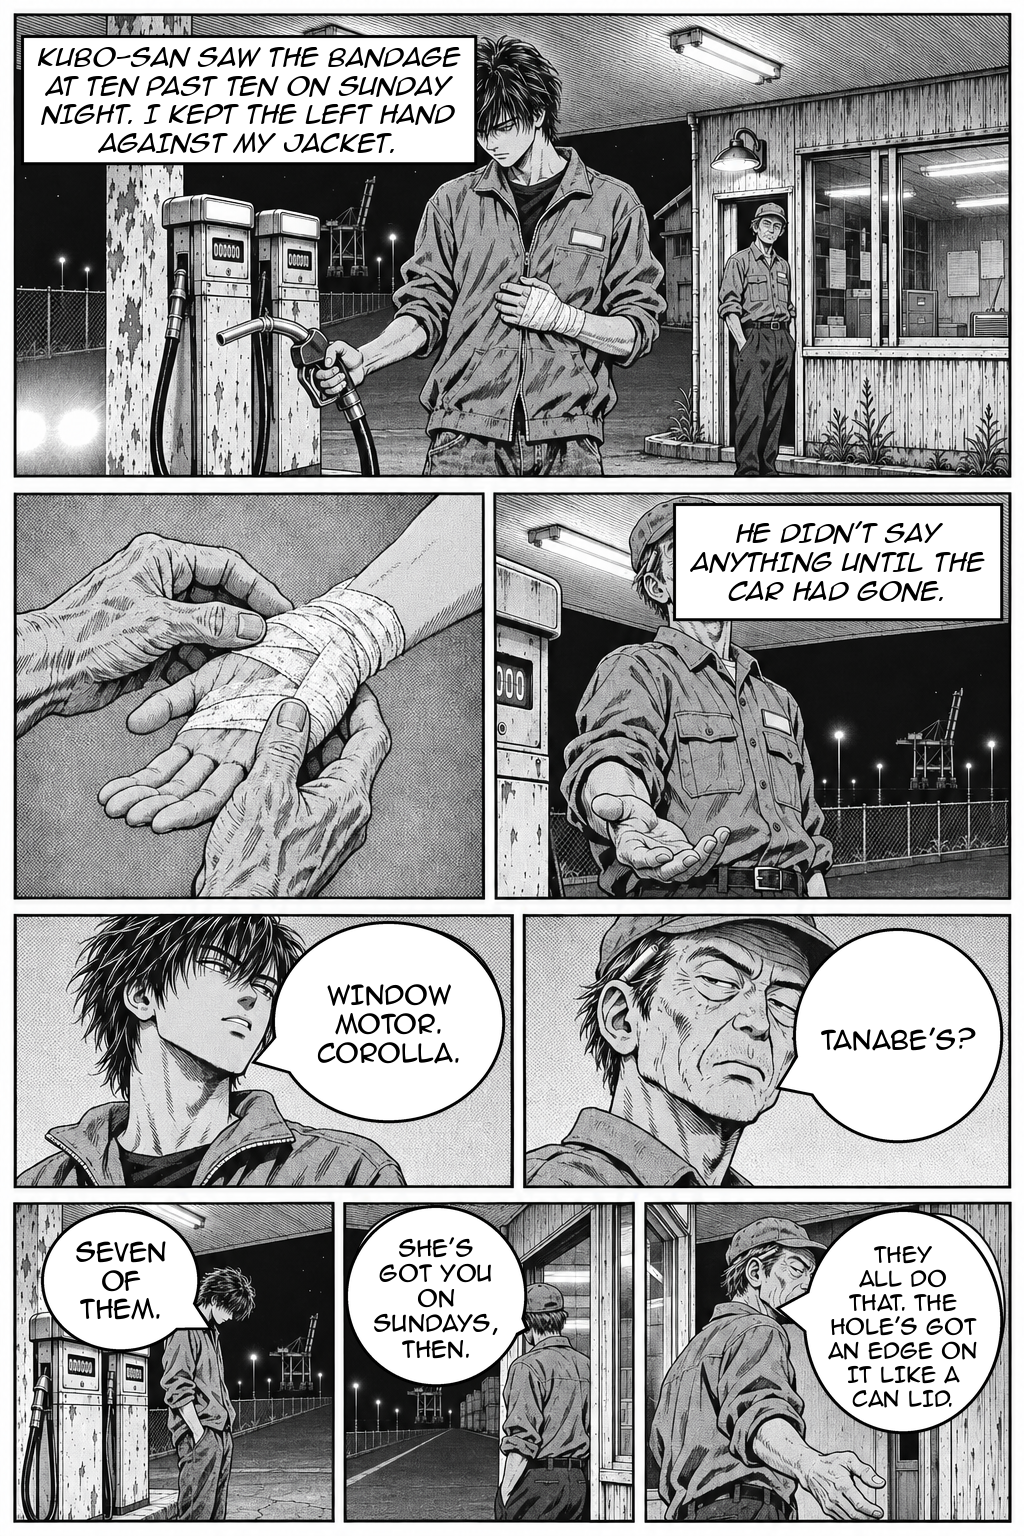 KUBO-SAN SAW THE BANDAGE
AT TEN PAST TEN ON SUNDAY
NIGHT. I KEPT THE LEFT HAND
AGAINST MY JACKET.
000000
HE DIDN'T SAY
ANYTHING UNTIL THE
CAR HAD GONE.
000
WINDOW
MOTOR.
COROLLA.
TANABE'S?
SEVEN
OF
THEM.
SHE'S
GOT YOU
ON
SUNDAYS,
THEN.
THEY
ALL DO
THAT. THE
HOLE'S GOT
AN EDGE ON
IT LIKE A
CAN LID.